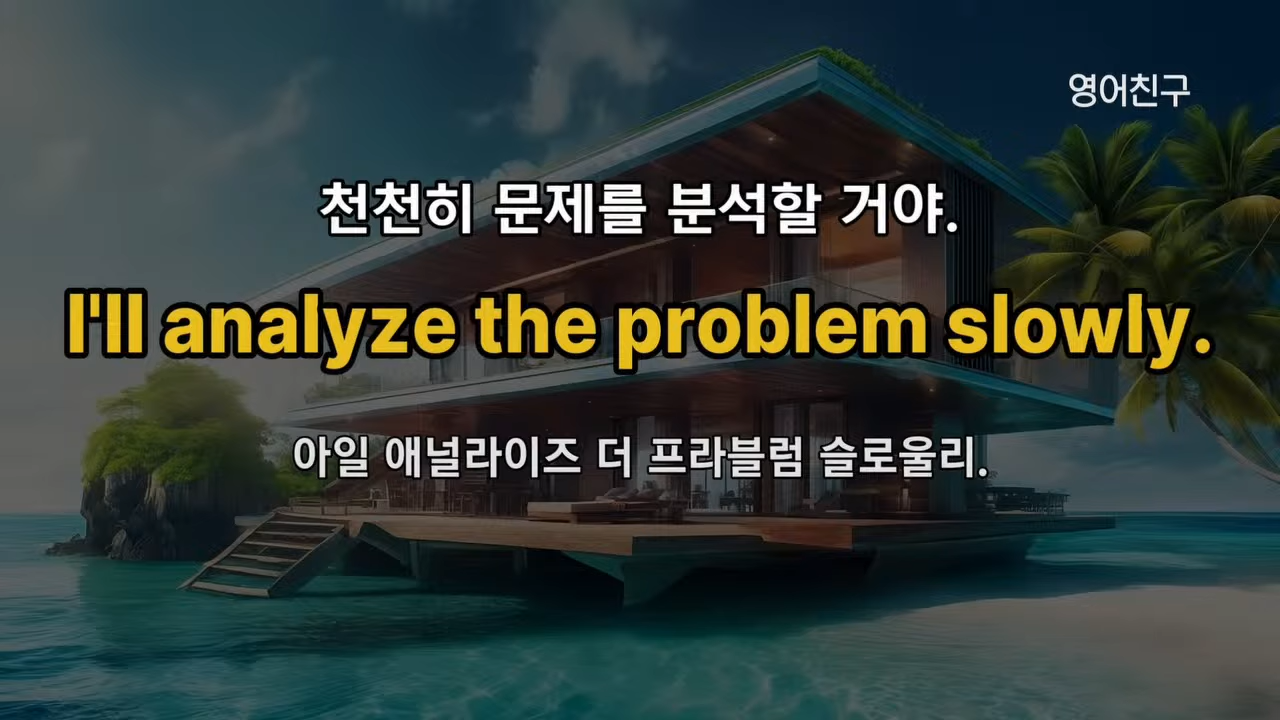 영어친구
천천히 문제를 분석할 거야.
I'll analyze the problem slowly.
아일 애널라이즈 더 프라블럼 슬로울리.